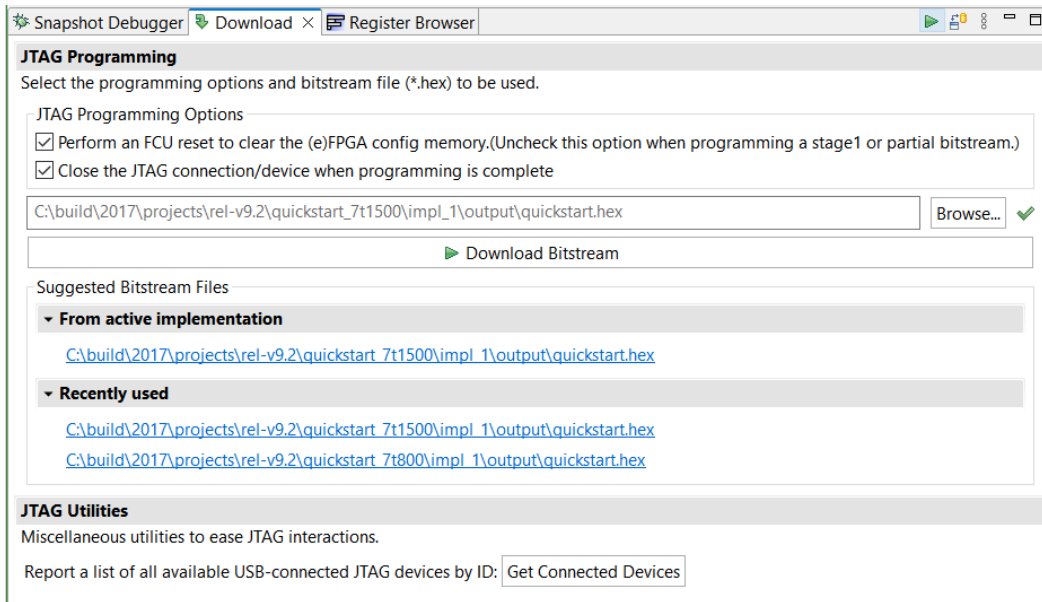 Snapshot Debugger Download Register Browser
JTAG Programming
Select the programming options and bitstream file (*.hex) to be used.
JTAG Programming Options
Perform an FCU reset to clear the (e)FPGA config memory.(Uncheck this option when programming a stage1 or partial bitstream.)
Close the JTAG connection/device when programming is complete
C:\build\2017\projects\rel-v9.2\quickstart_7t1500\impl_1\output\quickstart.hex Browse...
Download Bitstream
Suggested Bitstream Files
From active implementation
C:\build\2017\projects\rel-v9.2\quickstart_7t1500\impl_1\output\quickstart.hex
Recently used
C:\build\2017\projects\rel-v9.2\quickstart_7t1500\impl_1\output\quickstart.hex
C:\build\2017\projects\rel-v9.2\quickstart_7t800\impl_1\output\quickstart.hex
JTAG Utilities
Miscellaneous utilities to ease JTAG interactions.
Report a list of all available USB-connected JTAG devices by ID: Get Connected Devices